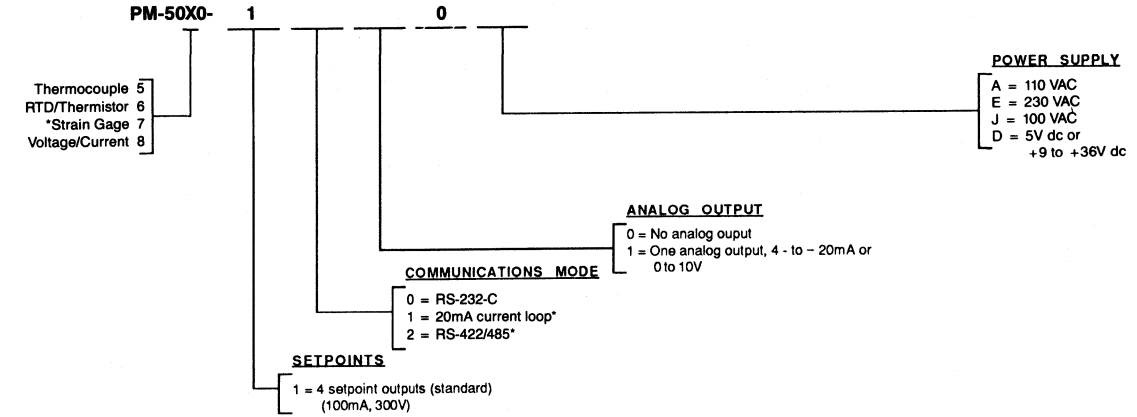 PM-50X0- 1 0
Thermocouple 5
RTD/Thermistor 6
*Strain Gage 7
Voltage/Current 8
POWER SUPPLY
A = 110 VAC
E = 230 VAC
J = 100 VAC
D = 5V dc or
+9 to +36V dc
ANALOG OUTPUT
0 = No analog ouput
1 = One analog output, 4 - to – 20mA or
0 to 10V
COMMUNICATIONS MODE
0 = RS-232-C
1 = 20mA current loop*
2 = RS-422/485*
SETPOINTS
1 = 4 setpoint outputs (standard)
(100mA, 300V)